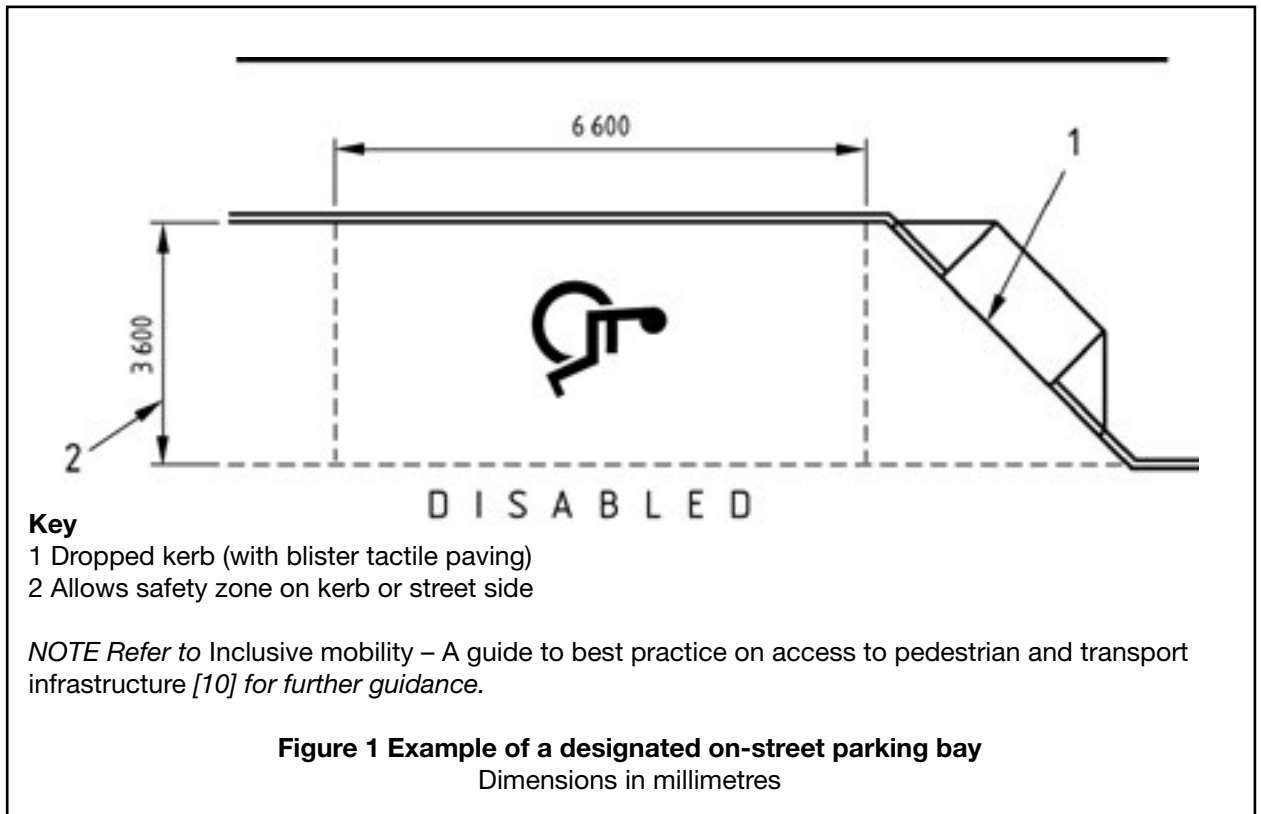 6 600
1
3 600
2
DISABLED
Key
1 Dropped kerb (with blister tactile paving)
2 Allows safety zone on kerb or street side
NOTE Refer to Inclusive mobility – A guide to best practice on access to pedestrian and transport
infrastructure [10] for further guidance.
Figure 1 Example of a designated on-street parking bay
Dimensions in millimetres